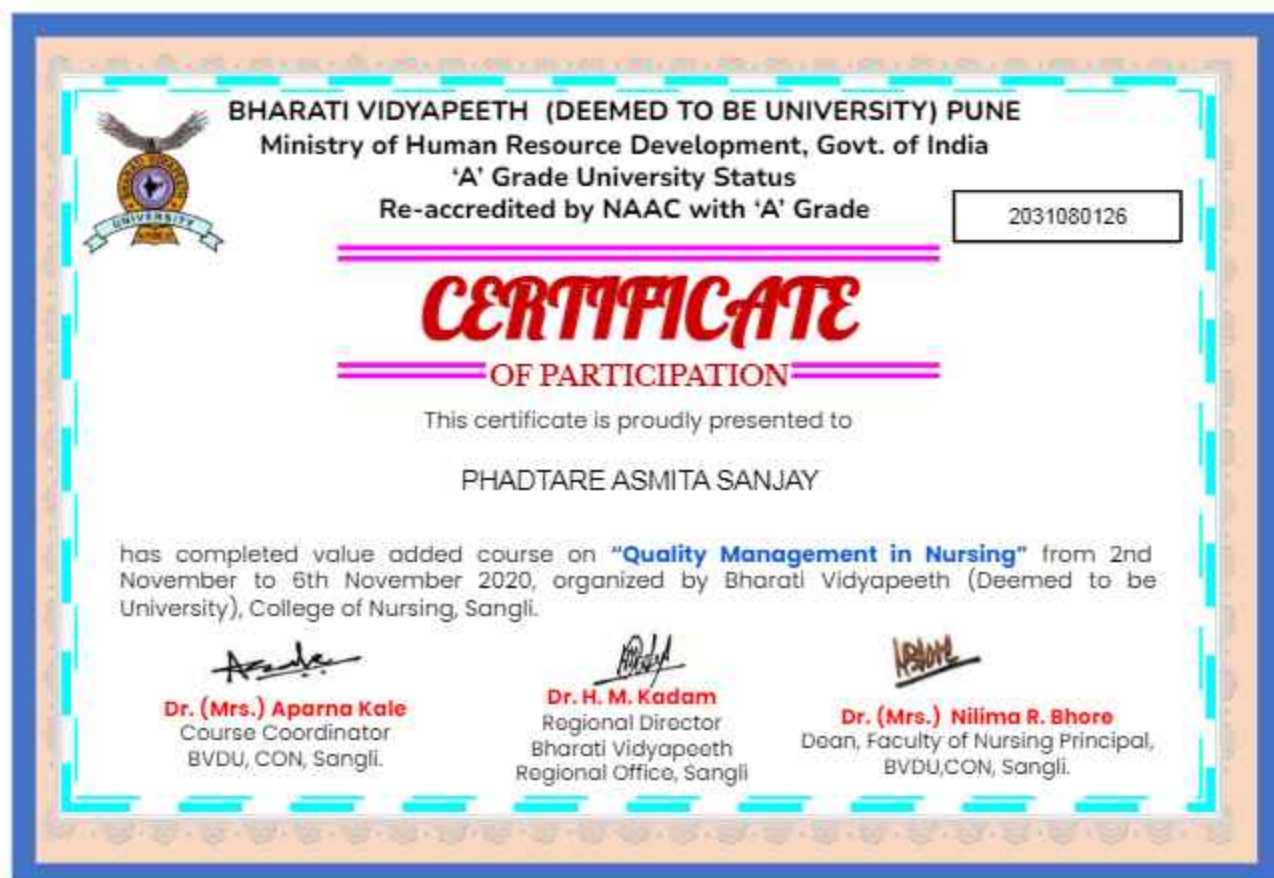 BHARATI VIDYAPEETH (DEEMED TO BE UNIVERSITY) PUNE
Ministry of Human Resource Development, Govt. of India
‘A’ Grade University Status
Re-accredited by NAAC with ‘A’ Grade
2031080126
BHARATI VIDYAPEETH
UNIVERSITY
CERTIFICATE
OF PARTICIPATION
This certificate is proudly presented to
PHADTARE ASMITA SANJAY
has completed value added course on “Quality Management in Nursing” from 2nd
November to 6th November 2020, organized by Bharati Vidyapeeth (Deemed to be
University), College of Nursing, Sangli.
Dr. (Mrs.) Aparna Kale
Course Coordinator
BVDU, CON, Sangli.
Dr. H. M. Kadam
Regional Director
Bharati Vidyapeeth
Regional Office, Sangli
Dr. (Mrs.) Nilima R. Bhore
Dean, Faculty of Nursing Principal,
BVDU,CON, Sangli.